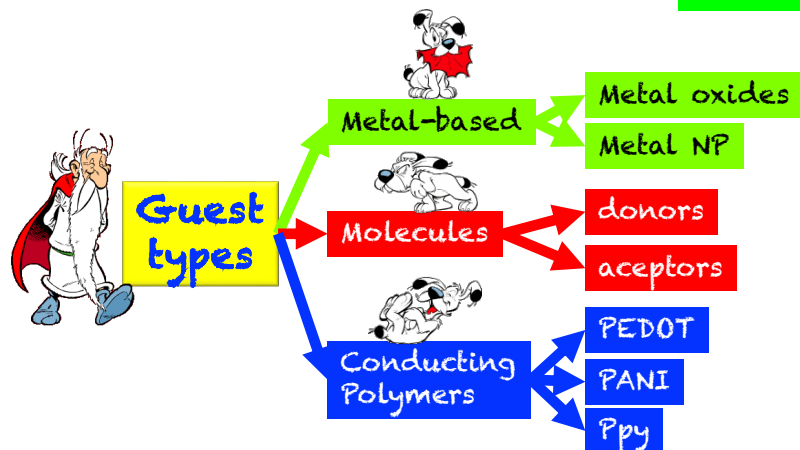 Guest
types
Metal-based
Metal oxides
Metal NP
Molecules
donors
aceptors
Conducting
Polymers
PEDOT
PANI
Ppy